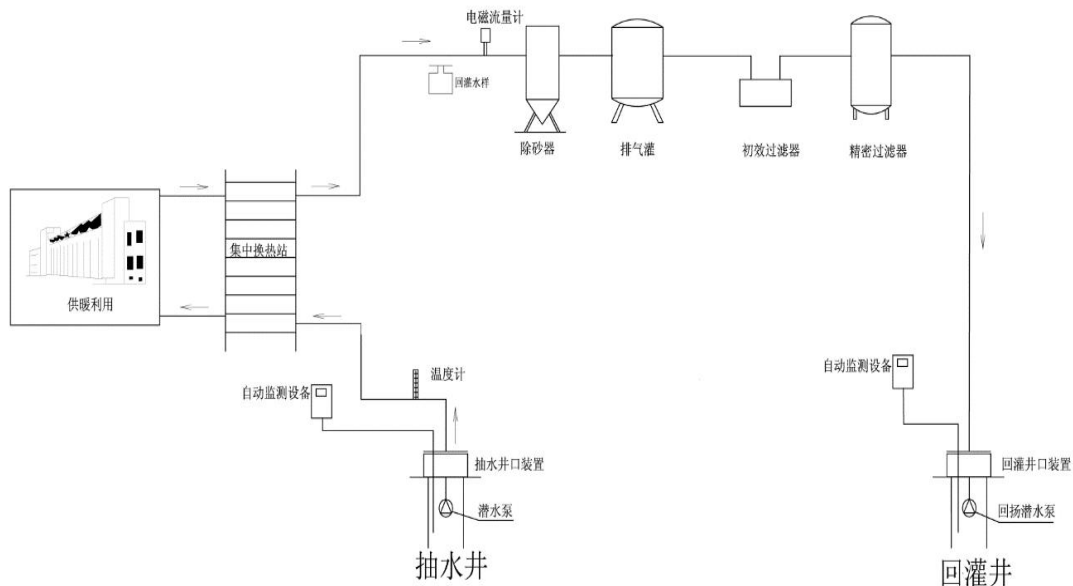 电磁流量计
回灌水样
除砂器
排气灌
初效过滤器
精密过滤器
集中换热站
供暖利用
温度计
自动监测设备
自动监测设备
抽水井口装置
回灌井口装置
潜水泵
回扬潜水泵
抽水井
回灌井